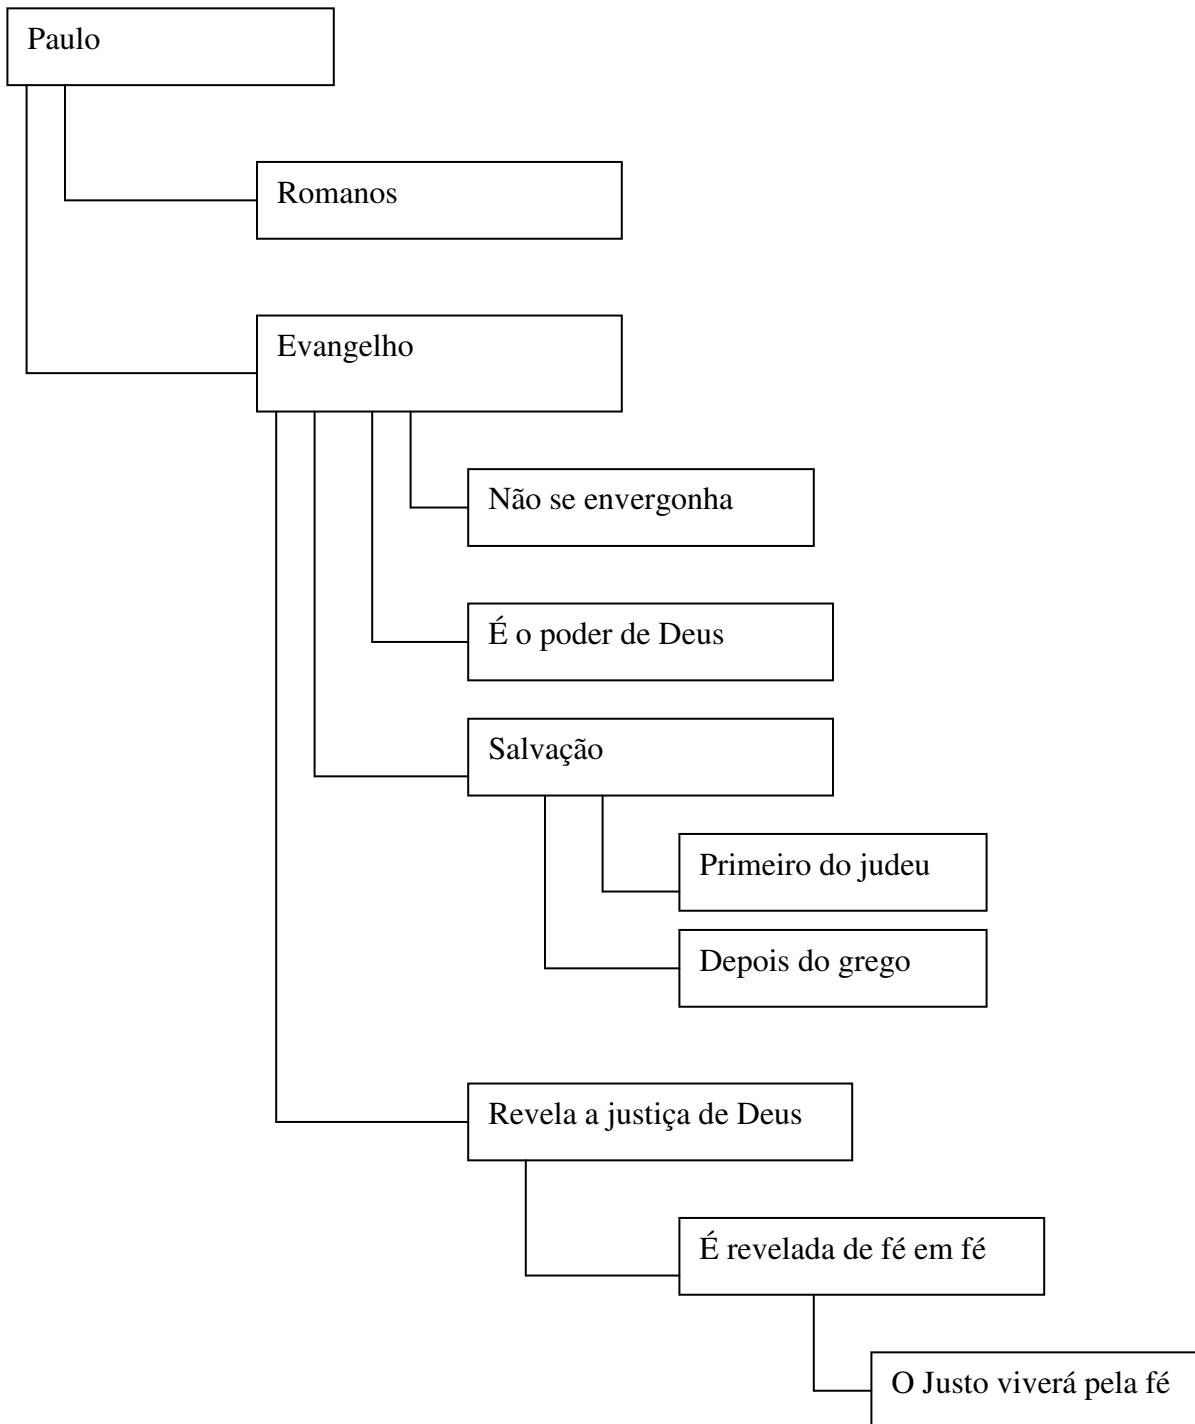 Paulo
Romanos
Evangelho
Não se envergonha
É o poder de Deus
Salvação
Primeiro do judeu
Depois do grego
Revela a justiça de Deus
É revelada de fé em fé
O Justo viverá pela fé